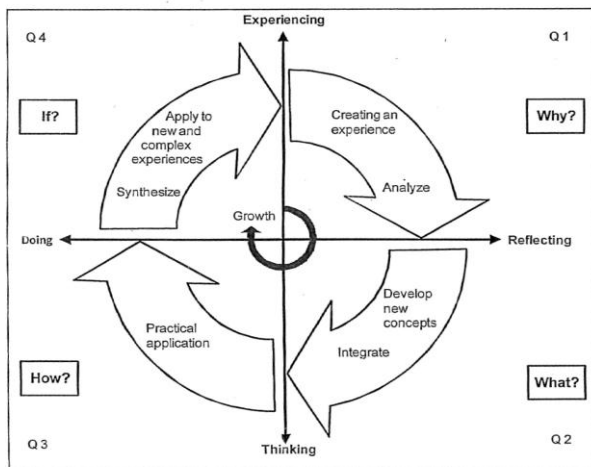 Experiencing
Q 4
Q 1
If?
Why?
Apply to
new and
complex
experiences
Synthesize
Creating an
experience
Analyze
Growth
Doing
Reflecting
Develop
new
concepts
Integrate
Practical
application
How?
What?
Q 3
Thinking
Q 2